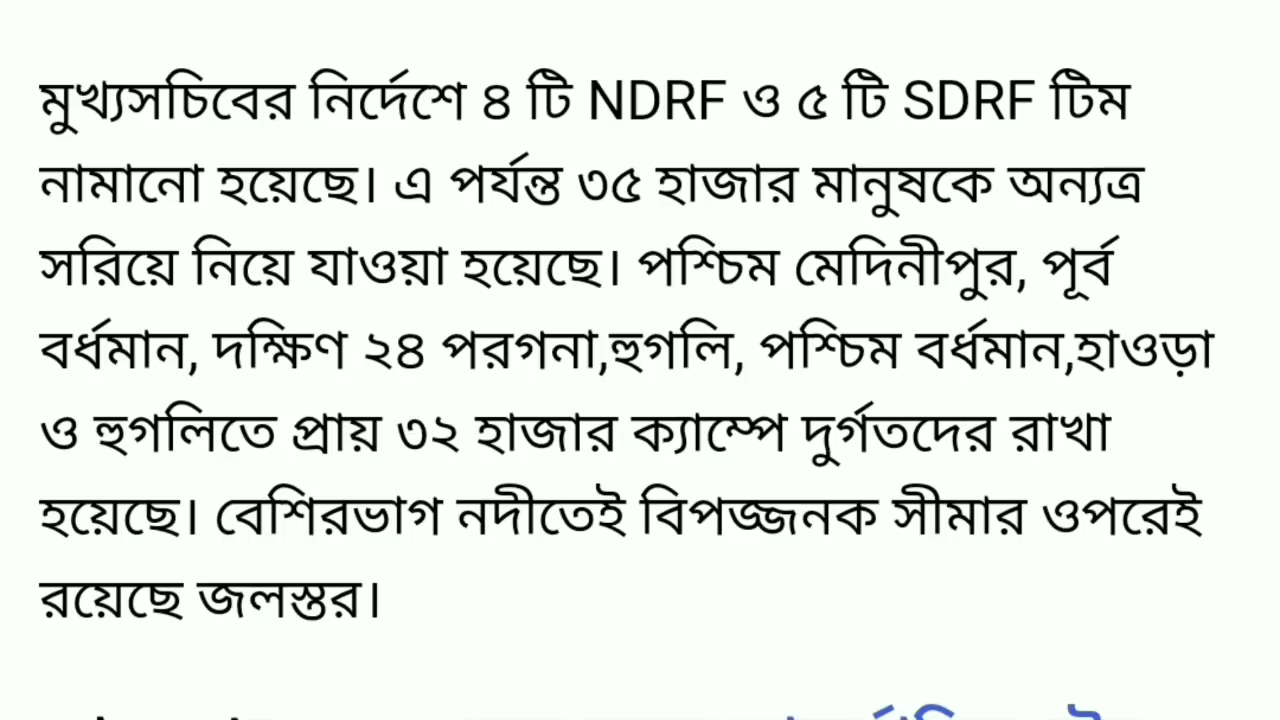 মুখ্যসচিবের নির্দেশে ৪ টি NDRF ও ৫ টি SDRF টিম
নামানো হয়েছে। এ পর্যন্ত ৩৫ হাজার মানুষকে অন্যত্র
সরিয়ে নিয়ে যাওয়া হয়েছে। পশ্চিম মেদিনীপুর, পূর্ব
বর্ধমান, দক্ষিণ ২৪ পরগনা,হুগলি, পশ্চিম বর্ধমান,হাওড়া
ও হুগলিতে প্রায় ৩২ হাজার ক্যাম্পে দুর্গতদের রাখা
হয়েছে। বেশিরভাগ নদীতেই বিপজ্জনক সীমার ওপরেই
রয়েছে জলস্তর।